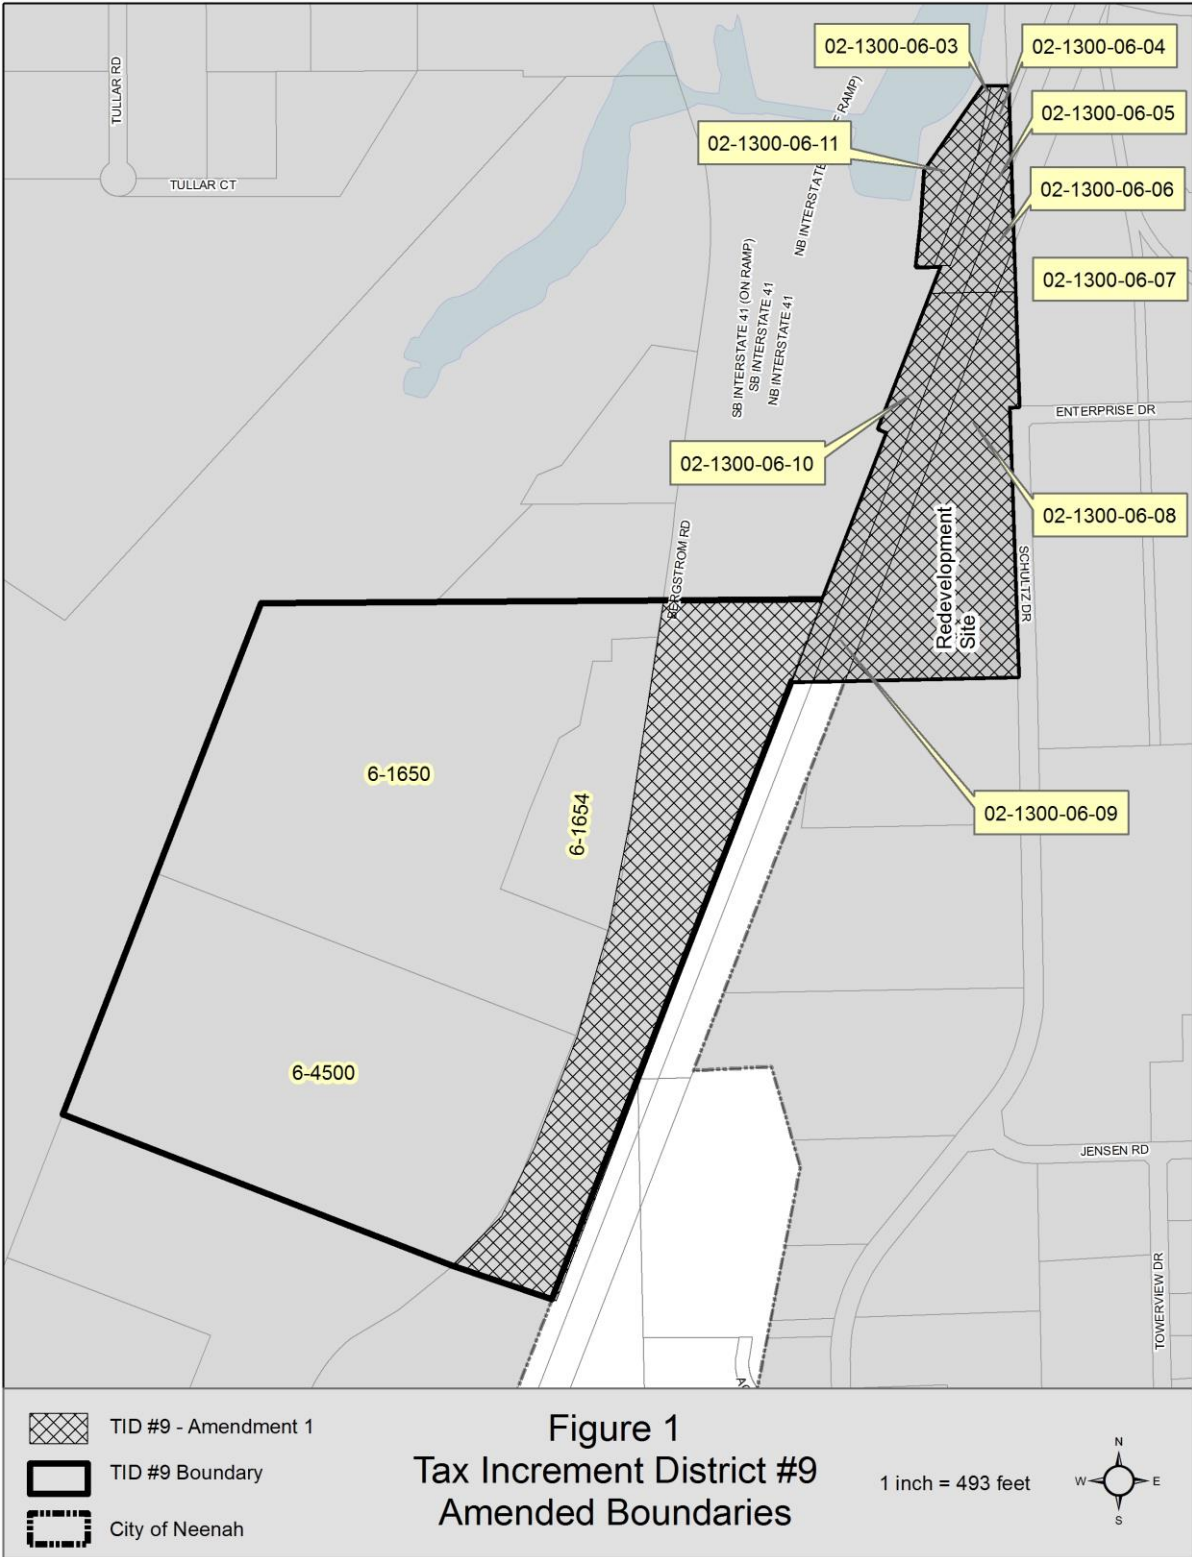 02-1300-06-03
02-1300-06-04
TULLAR RD
02-1300-06-05
RAMP)
02-1300-06-11
TULLAR CT
02-1300-06-06
NB INTERSTATE
02-1300-06-07
SB INTERSTATE 41 (ON RAMP)
SB INTERSTATE 41
NB INTERSTATE 41
ENTERPRISE DR
02-1300-06-10
02-1300-06-08
BERGSTROM RD
Redevelopment
Site
SCHULTZ DR
6-1650
6-1654
02-1300-06-09
6-4500
JENSEN RD
TOWERVIEW DR
TID #9 - Amendment 1
TID #9 Boundary
City of Neenah
Figure 1
Tax Increment District #9
Amended Boundaries
1 inch = 493 feet
N
W
E
S